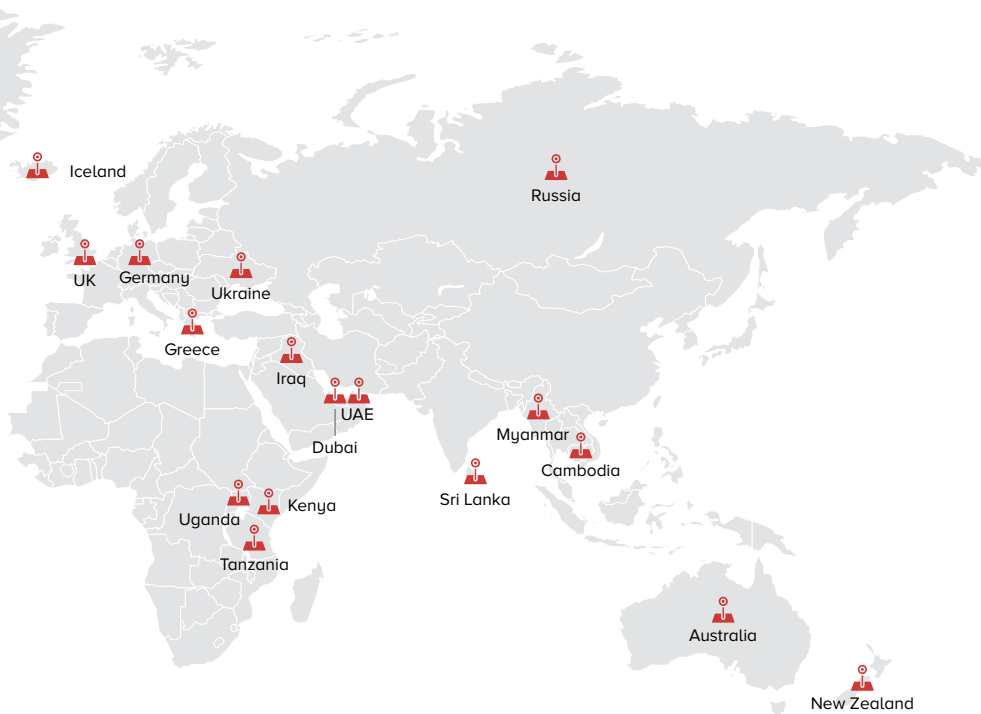 Iceland
Russia
UK
Germany
Ukraine
Greece
Iraq
UAE
Dubai
Myanmar
Cambodia
Sri Lanka
Kenya
Uganda
Tanzania
Australia
New Zealand